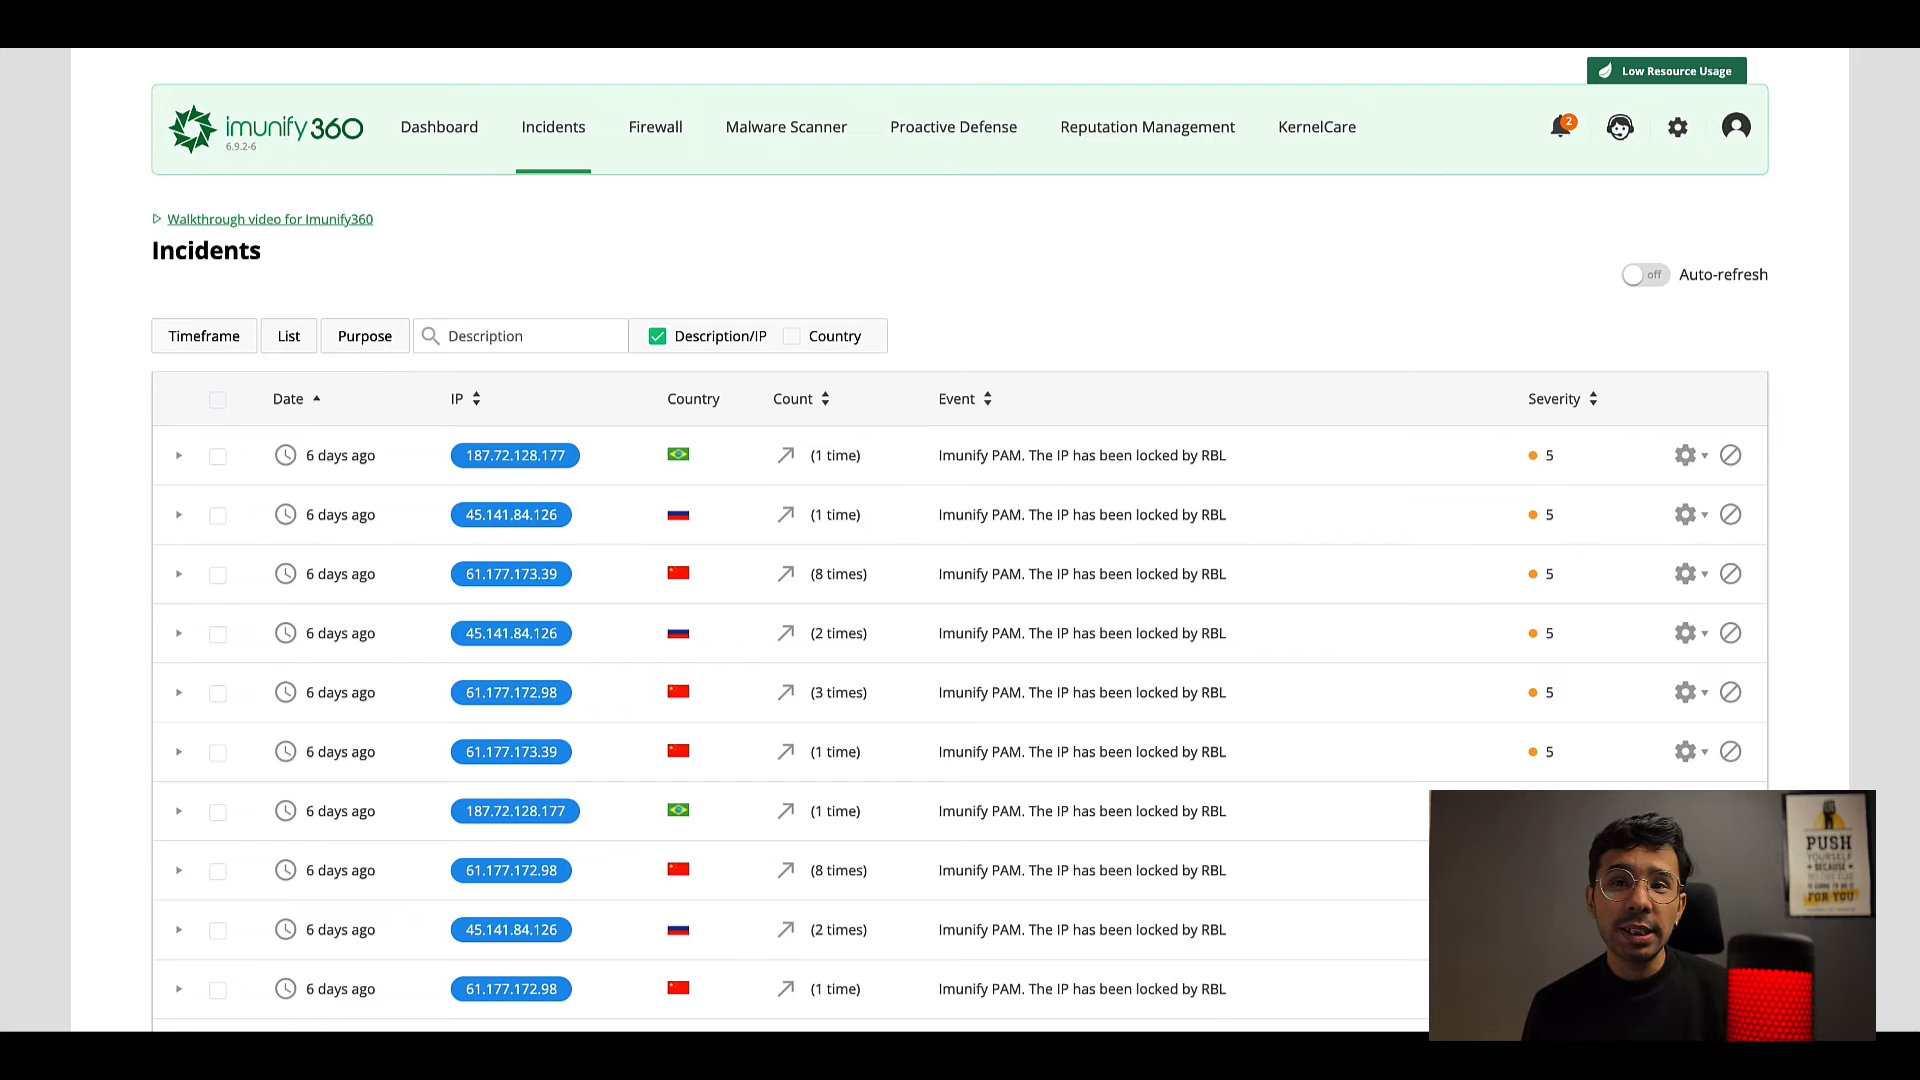 Low Resource Usage
imunify360
6.9.2-6
Dashboard Incidents Firewall Malware Scanner Proactive Defense Reputation Management KernelCare
2
Walkthrough video for Imunify360
Incidents
off Auto-refresh
Timeframe List Purpose Description Description/IP Country
Date IP Country Count Event Severity
6 days ago 187.72.128.177 (1 time) Imunify PAM. The IP has been locked by RBL 5
6 days ago 45.141.84.126 (1 time) Imunify PAM. The IP has been locked by RBL 5
6 days ago 61.177.173.39 (8 times) Imunify PAM. The IP has been locked by RBL 5
6 days ago 45.141.84.126 (2 times) Imunify PAM. The IP has been locked by RBL 5
6 days ago 61.177.172.98 (3 times) Imunify PAM. The IP has been locked by RBL 5
6 days ago 61.177.173.39 (1 time) Imunify PAM. The IP has been locked by RBL 5
6 days ago 187.72.128.177 (1 time) Imunify PAM. The IP has been locked by RBL
6 days ago 61.177.172.98 (8 times) Imunify PAM. The IP has been locked by RBL
6 days ago 45.141.84.126 (2 times) Imunify PAM. The IP has been locked by RBL
6 days ago 61.177.172.98 (1 time) Imunify PAM. The IP has been locked by RBL
PUSH
YOURSELF
BECAUSE
NO ONE ELSE
IS GOING TO DO IT
FOR YOU